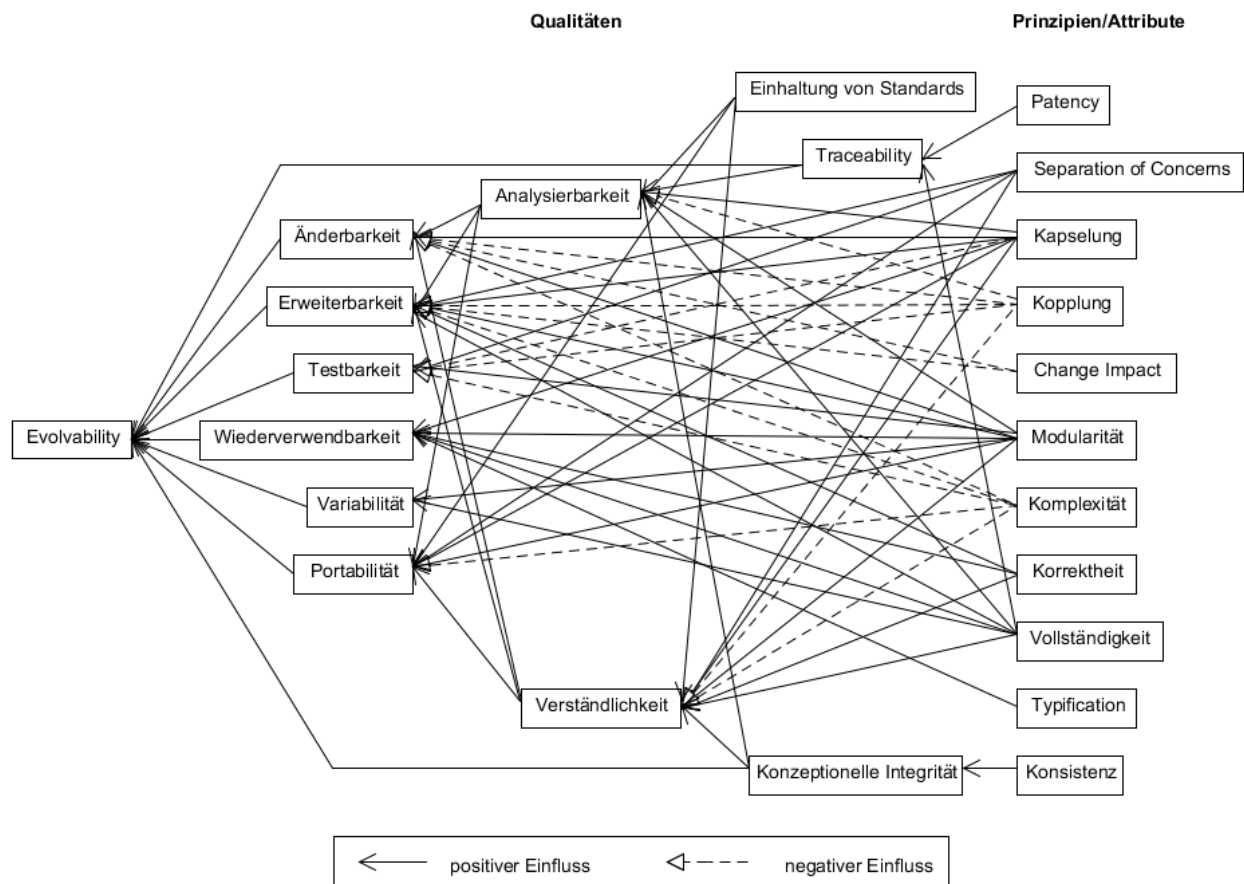 Qualitäten
Prinzipien/Attribute
Einhaltung von Standards
Patency
Traceability
Separation of Concerns
Analysierbarkeit
Änderbarkeit
Kapselung
Erweiterbarkeit
Kopplung
Testbarkeit
Change Impact
Evolvability
Wiederverwendbarkeit
Modularität
Variabilität
Komplexität
Portabilität
Korrektheit
Vollständigkeit
Verständlichkeit
Typification
Konzeptionelle Integrität
Konsistenz
positiver Einfluss
negativer Einfluss